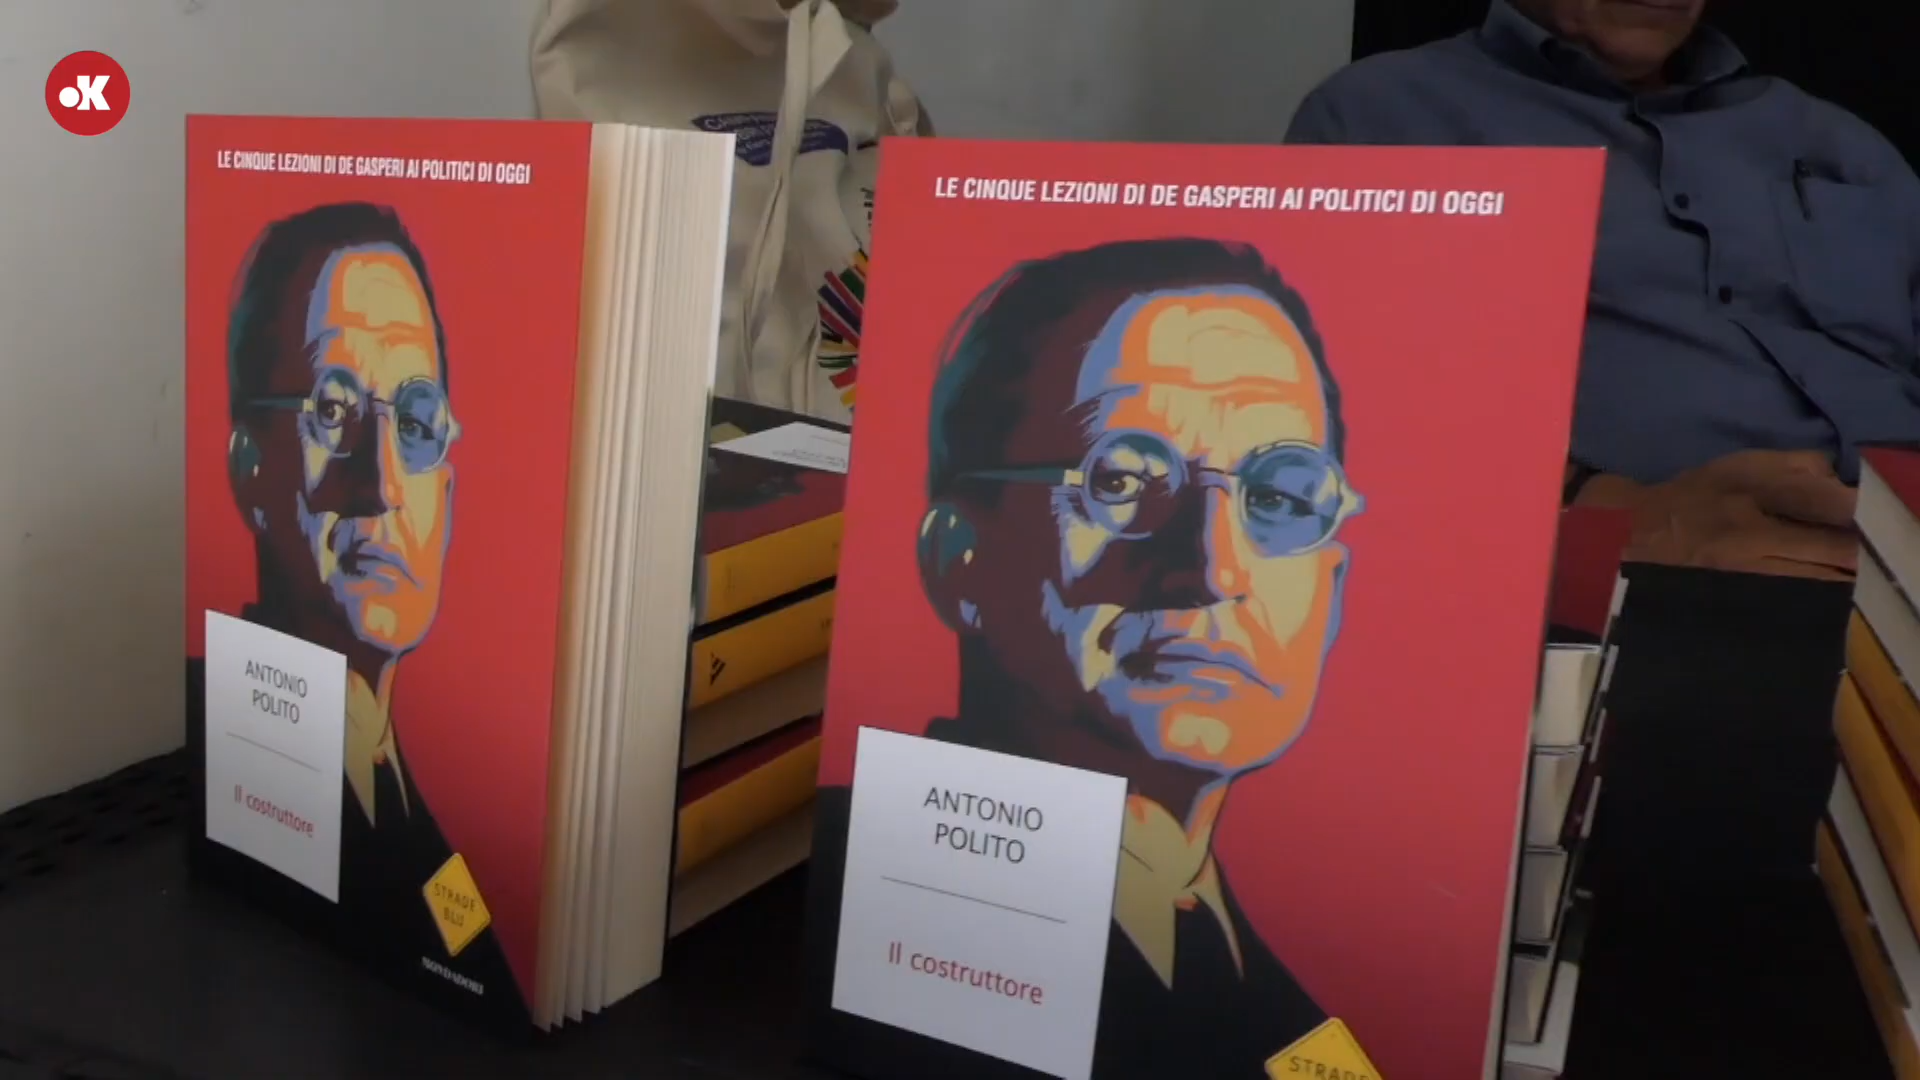 K
LE CINQUE LEZIONI DI DE GASPERI AI POLITICI DI OGGI
ANTONIO
POLITO
Il costruttore
STRADE
BLU
MONDADORI
LE CINQUE LEZIONI DI DE GASPERI AI POLITICI DI OGGI
ANTONIO
POLITO
Il costruttore
STRADE